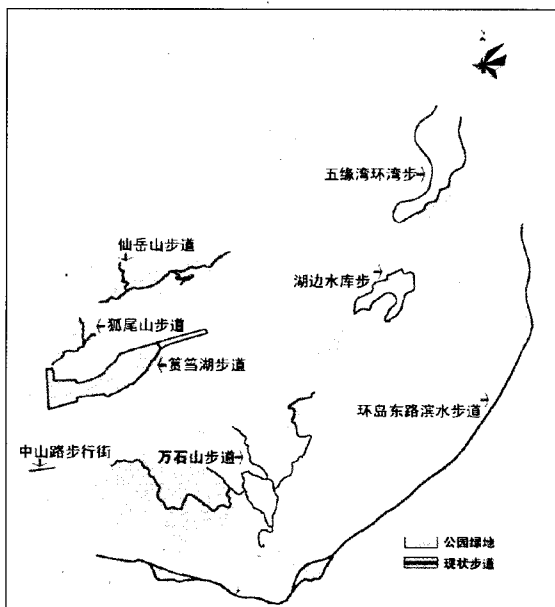 五缘湾环湾步
仙岳山步道
湖边水库步
狐尾山步道
筼筜湖步道
环岛东路滨水步道
中山路步行街
万石山步道
公园绿地
现状步道